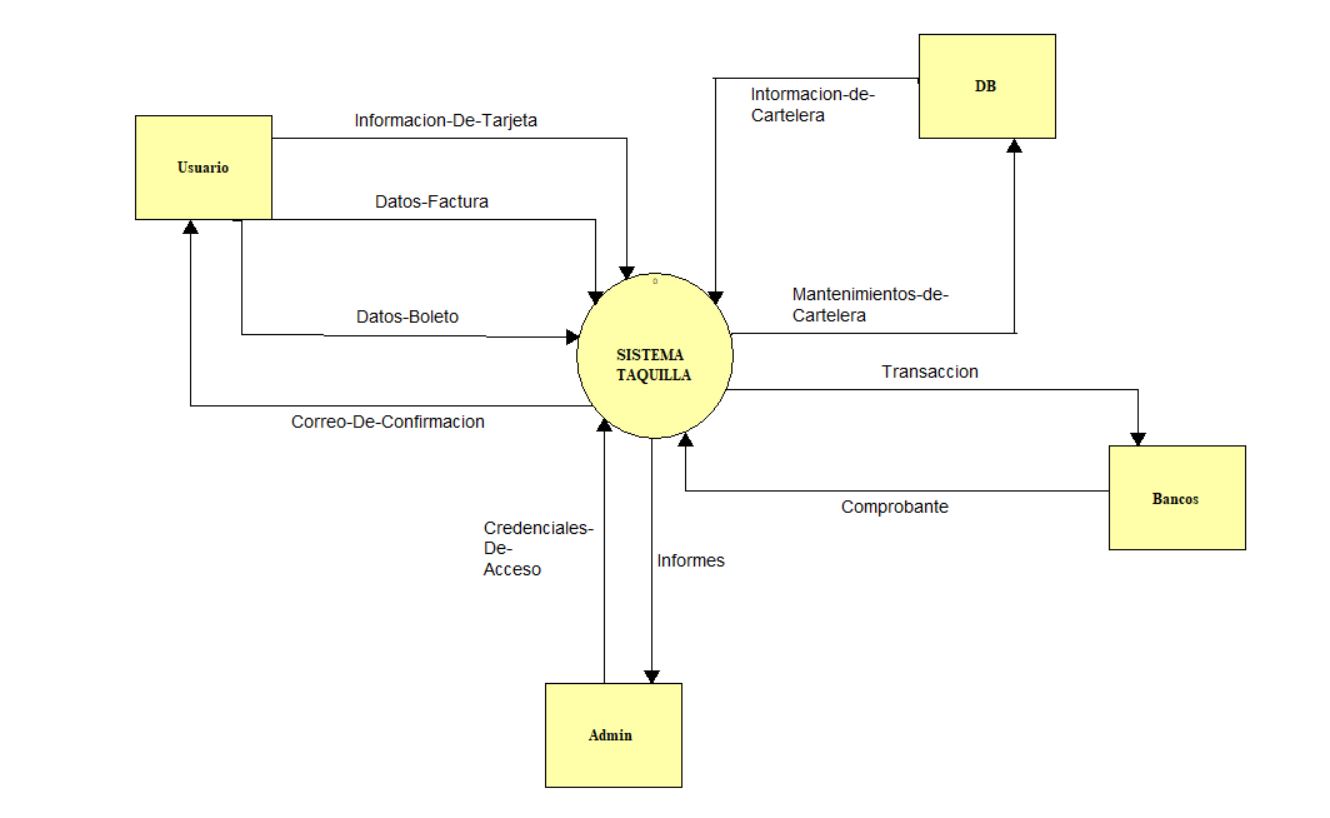 DB
Intormacion-de-
Cartelera
Informacion-De-Tarjeta
Usuario
Datos-Factura
0
Mantenimientos-de-
Cartelera
Datos-Boleto
SISTEMA
TAQUILLA
Transaccion
Correo-De-Confirmacion
Bancos
Comprobante
Credenciales-
De-
Acceso
Informes
Admin